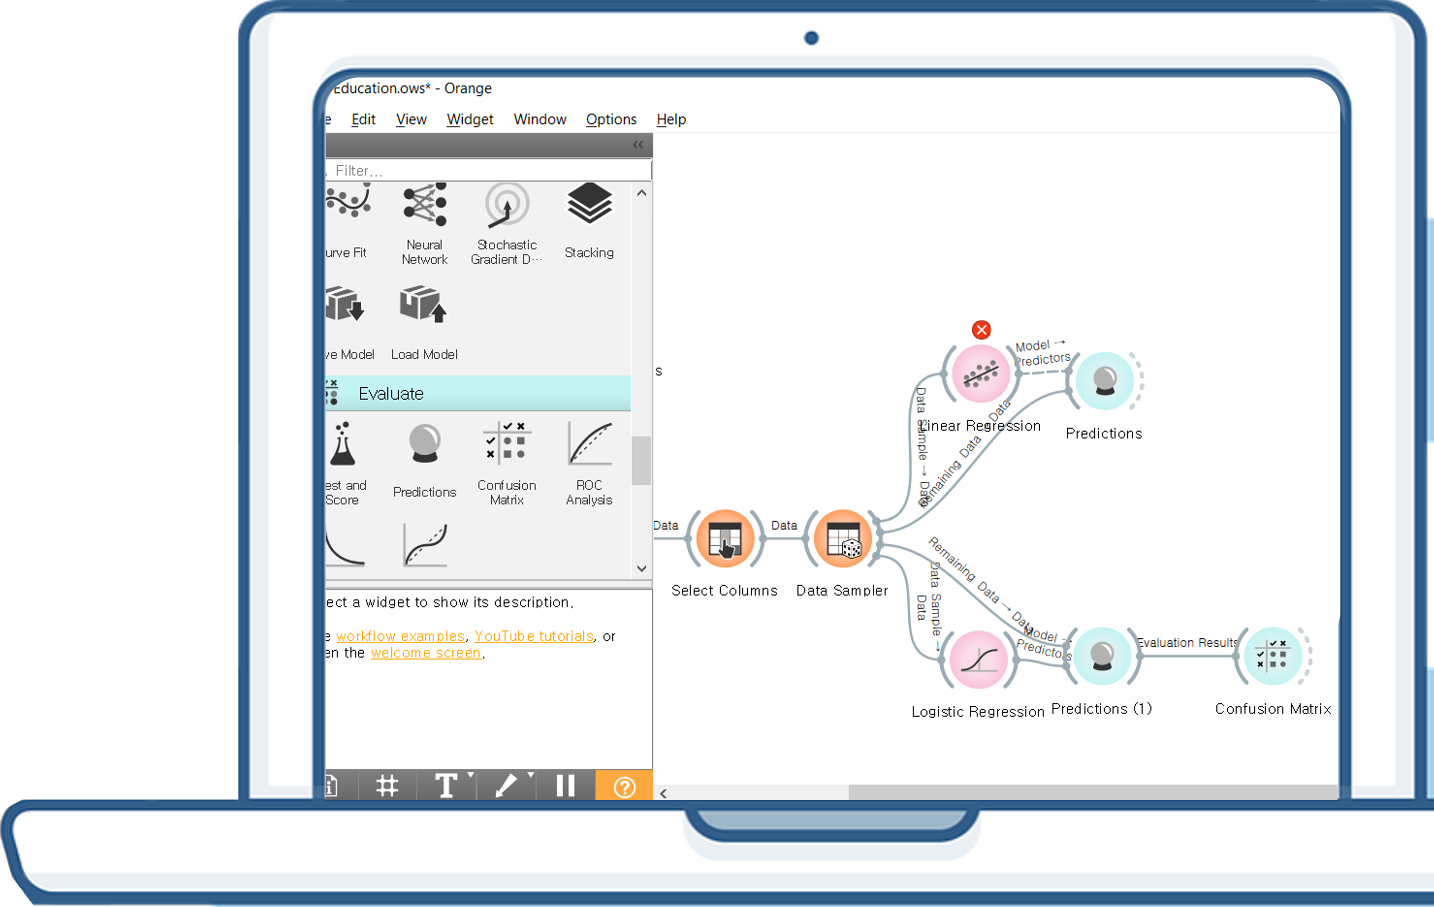 Education.ows* - Orange
e Edit View Widget Window Options Help
Filter...
urve Fit
Neural
Network
Stochastic
Gradient D...
Stacking
ve Model
Load Model
Evaluate
est and
Score
Predictions
Confusion
Matrix
ROC
Analysis
ect a widget to show its description.
e workflow examples, YouTube tutorials, or
en the welcome screen.
s
Data
Select Columns
Data
Data Sampler
Data Sample → Data
Remaining Data → Data
Linear Regression
Model →
Predictors
Predictions
Remaining Data → Data
Data Sample →
Data
Logistic Regression
Model →
Predictors
Predictions (1)
Evaluation Results
Confusion Matrix